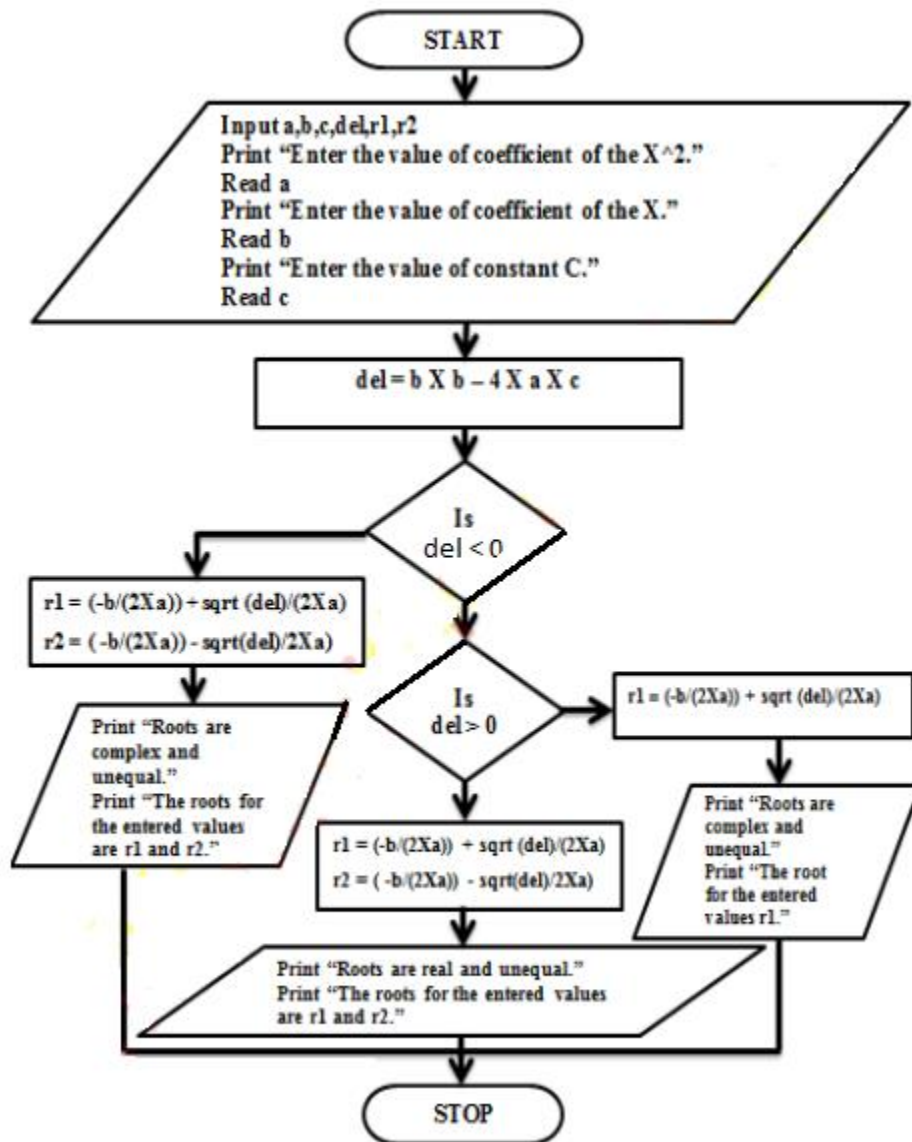 START
Input a,b,c,del,r1,r2
Print “Enter the value of coefficient of the X^2.”
Read a
Print “Enter the value of coefficient of the X.”
Read b
Print “Enter the value of constant C.”
Read c
del = b X b – 4 X a X c
Is
del < 0
r1 = (-b/(2Xa)) + sqrt (del)/(2Xa)
r2 = ( -b/(2Xa)) - sqrt(del)/2Xa)
Print “Roots are
complex and
unequal.”
Print “The roots for
the entered values
are r1 and r2.”
Is
del > 0
r1 = (-b/(2Xa)) + sqrt (del)/(2Xa)
Print “Roots are
complex and
unequal.”
Print “The root
for the entered
values r1.”
r1 = (-b/(2Xa)) + sqrt (del)/(2Xa)
r2 = ( -b/(2Xa)) - sqrt(del)/2Xa)
Print “Roots are real and unequal.”
Print “The roots for the entered values
are r1 and r2.”
STOP